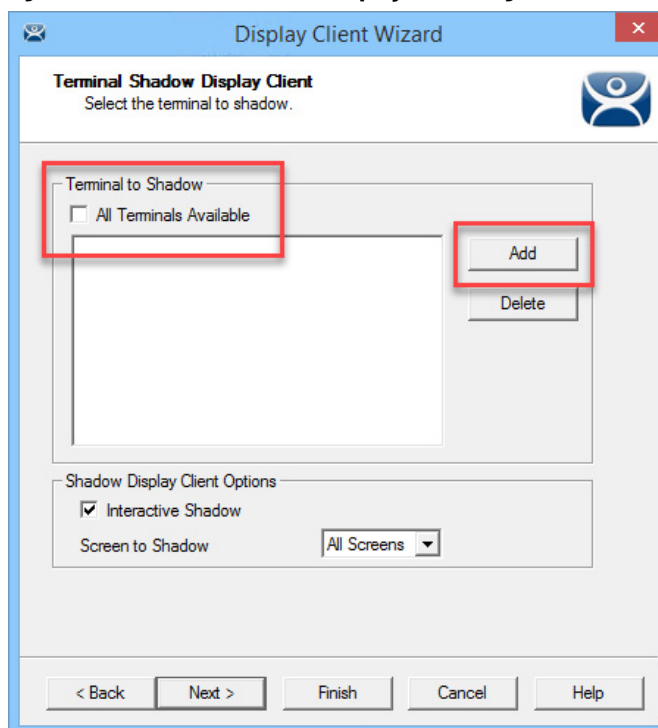 Display Client Wizard
Terminal Shadow Display Client
Select the terminal to shadow.
Terminal to Shadow
All Terminals Available
Add
Delete
Shadow Display Client Options
Interactive Shadow
Screen to Shadow All Screens
< Back Next > Finish Cancel Help